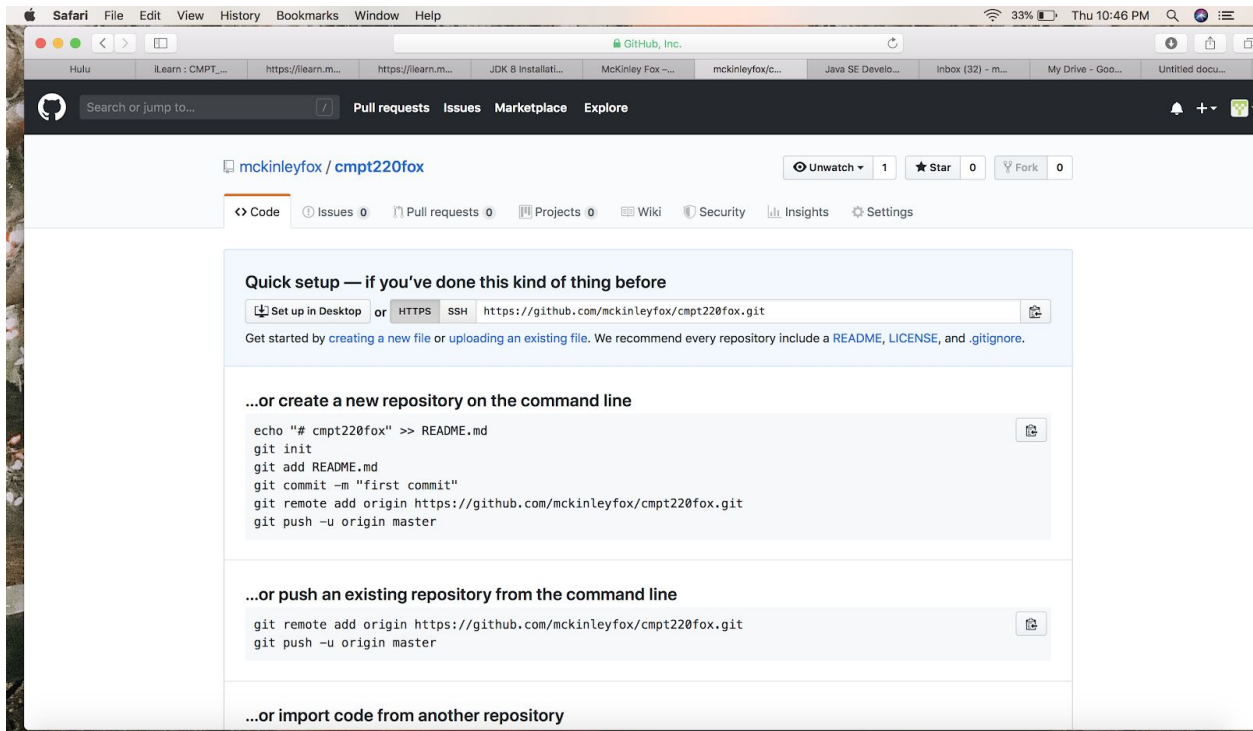 Safari File Edit View History Bookmarks Window Help 33% Thu 10:46 PM
GitHub, Inc.
Hulu iLearn : CMPT_... https://ilearn.m... https://ilearn.m... JDK 8 Installati... McKinley Fox –... mckinleyfox/c... Java SE Develo... Inbox (32) – m... My Drive – Goo... Untitled docu...
Search or jump to... / Pull requests Issues Marketplace Explore
mckinleyfox / cmpt220fox Unwatch 1 Star 0 Fork 0
<> Code Issues 0 Pull requests 0 Projects 0 Wiki Security Insights Settings
Quick setup — if you've done this kind of thing before
Set up in Desktop or HTTPS SSH https://github.com/mckinleyfox/cmpt220fox.git
Get started by creating a new file or uploading an existing file. We recommend every repository include a README, LICENSE, and .gitignore.
...or create a new repository on the command line
echo "# cmpt220fox" >> README.md
git init
git add README.md
git commit -m "first commit"
git remote add origin https://github.com/mckinleyfox/cmpt220fox.git
git push -u origin master
...or push an existing repository from the command line
git remote add origin https://github.com/mckinleyfox/cmpt220fox.git
git push -u origin master
...or import code from another repository